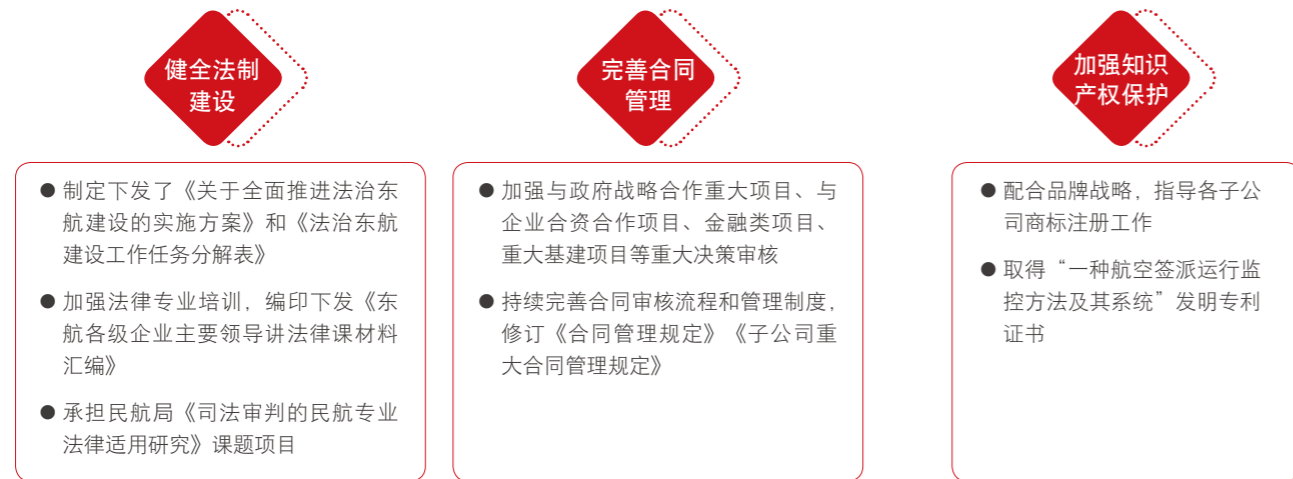 健全法制
建设
● 制定下发了《关于全面推进法治东
航建设的实施方案》和《法治东航
建设工作任务分解表》
● 加强法律专业培训，编印下发《东
航各级企业主要领导讲法律课材料
汇编》
● 承担民航局《司法审判的民航专业
法律适用研究》课题项目
完善合同
管理
● 加强与政府战略合作重大项目、与
企业合资合作项目、金融类项目、
重大基建项目等重大决策审核
● 持续完善合同审核流程和管理制度，
修订《合同管理规定》《子公司重
大合同管理规定》
加强知识
产权保护
● 配合品牌战略，指导各子公
司商标注册工作
● 取得“一种航空签派运行监
控方法及其系统”发明专利
证书